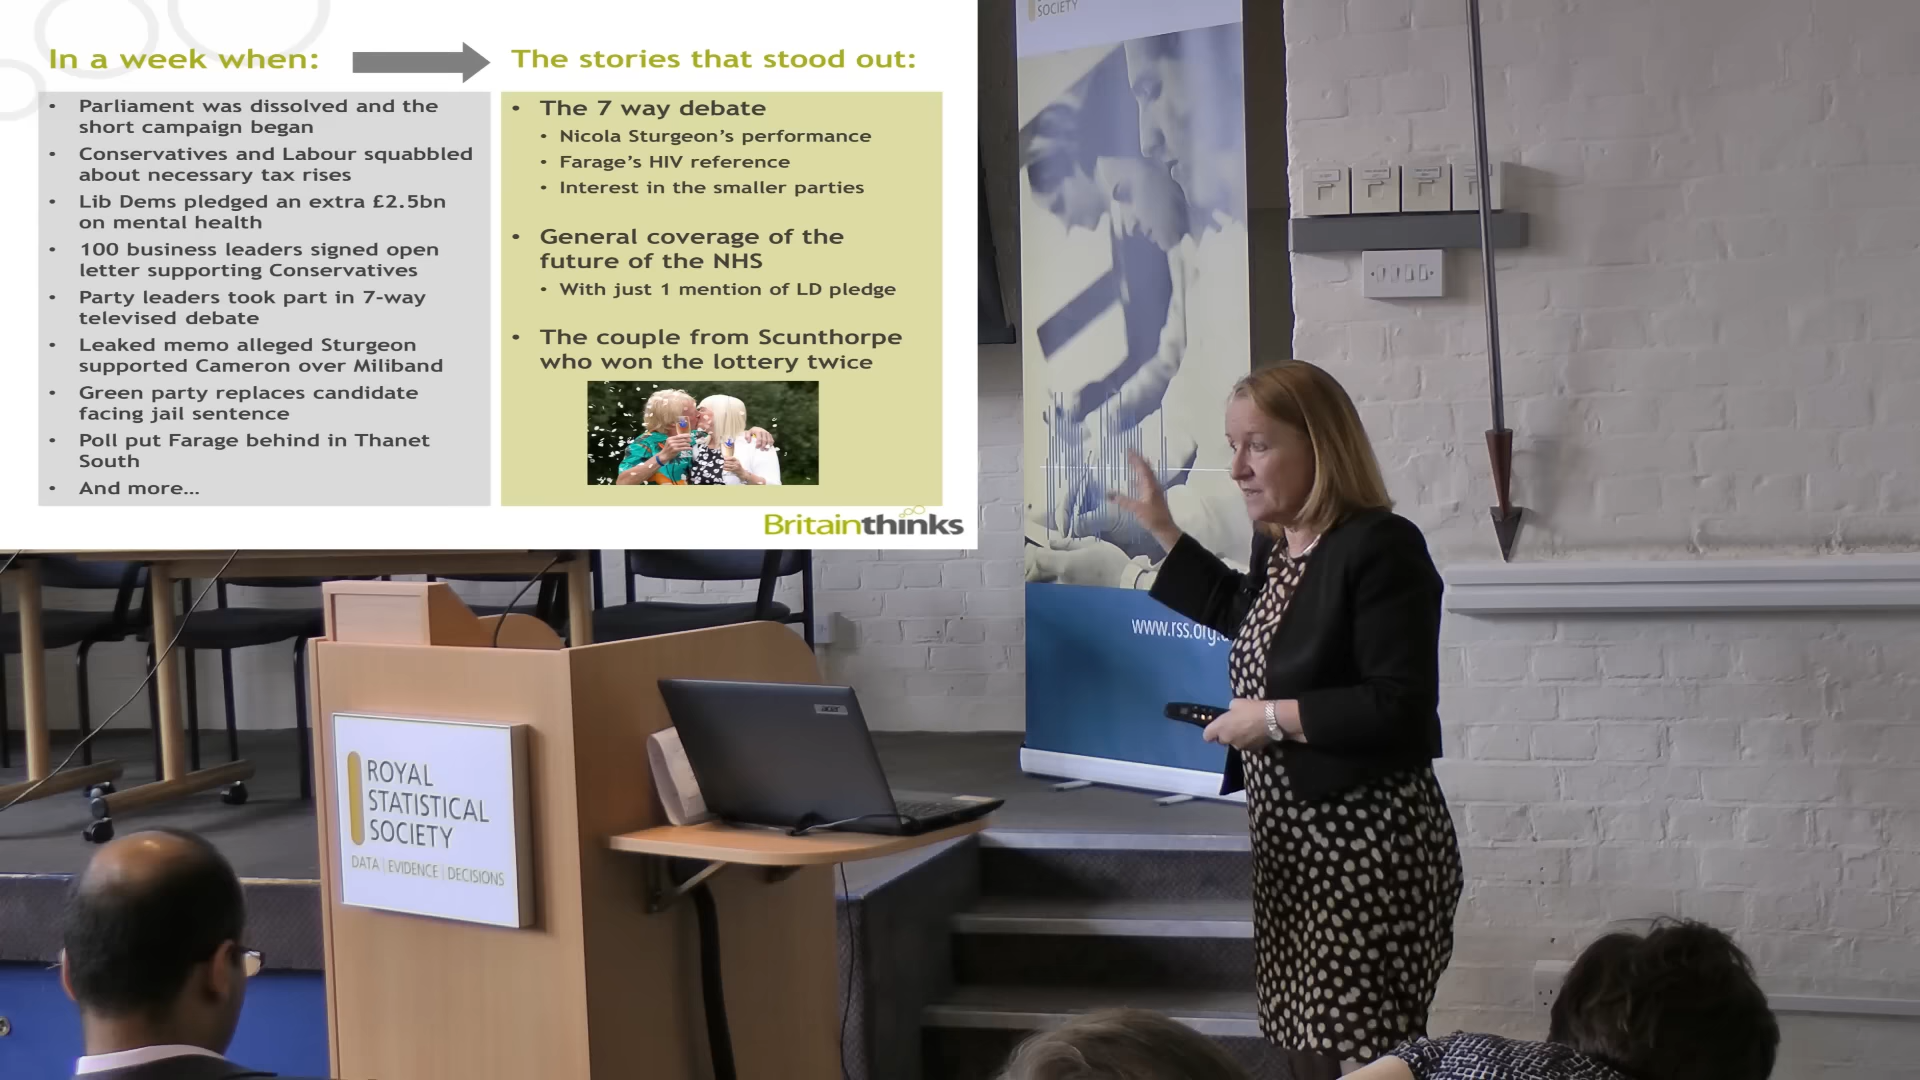 In a week when:
• Parliament was dissolved and the
short campaign began
• Conservatives and Labour squabbled
about necessary tax rises
• Lib Dems pledged an extra £2.5bn
on mental health
• 100 business leaders signed open
letter supporting Conservatives
• Party leaders took part in 7-way
televised debate
• Leaked memo alleged Sturgeon
supported Cameron over Miliband
• Green party replaces candidate
facing jail sentence
• Poll put Farage behind in Thanet
South
• And more...
The stories that stood out:
• The 7 way debate
• Nicola Sturgeon's performance
• Farage's HIV reference
• Interest in the smaller parties
• General coverage of the
future of the NHS
• With just 1 mention of LD pledge
• The couple from Scunthorpe
who won the lottery twice
Britainthinks
SOCIETY
www.rss.org.u
acer
ROYAL
STATISTICAL
SOCIETY
DATA | EVIDENCE | DECISIONS